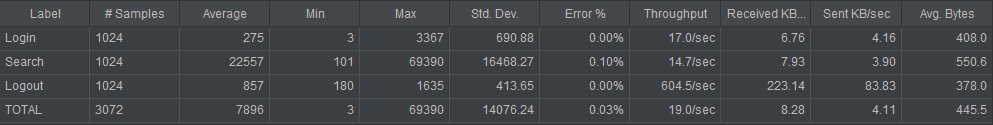 Label # Samples Average Min Max Std. Dev. Error % Throughput Received KB... Sent KB/sec Avg. Bytes
Login 1024 275 3 3367 690.88 0.00% 17.0/sec 6.76 4.16 408.0
Search 1024 22557 101 69390 16468.27 0.10% 14.7/sec 7.93 3.90 550.6
Logout 1024 857 180 1635 413.65 0.00% 604.5/sec 223.14 83.83 378.0
TOTAL 3072 7896 3 69390 14076.24 0.03% 19.0/sec 8.28 4.11 445.5